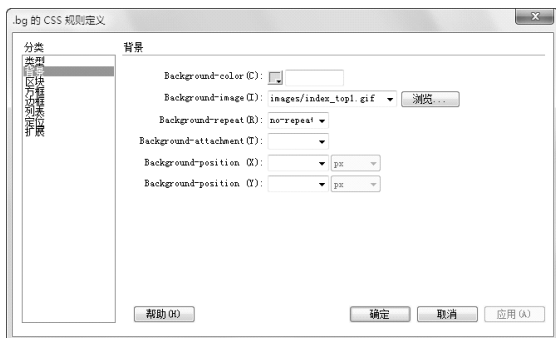 .bg 的 CSS 规则定义
分类
类型
背景
区块
方框
边框
列表
定位
扩展
背景
Background-color(C):
Background-image(I): images/index_top1.gif 浏览...
Background-repeat(R): no-repeat
Background-attachment(T):
Background-position (X): px
Background-position (Y): px
帮助(H) 确定 取消 应用(A)